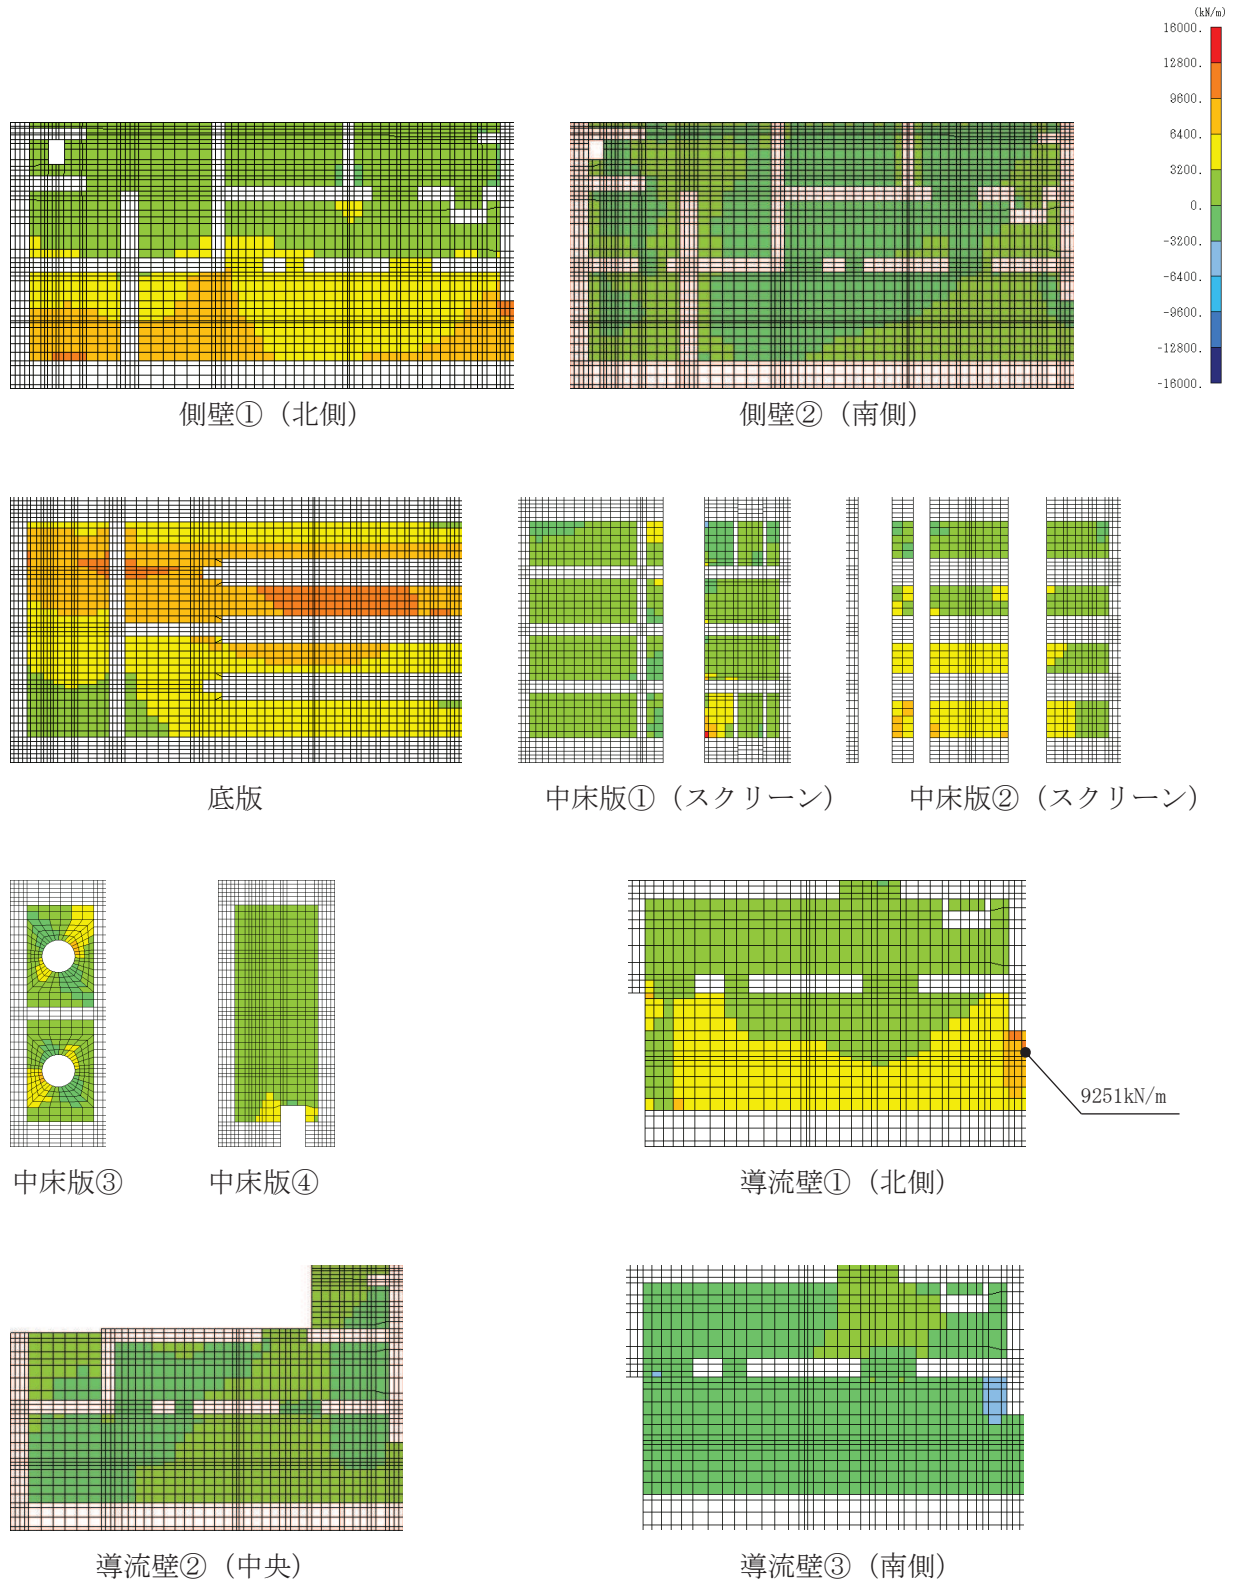 (kN/m)
16000.
12800.
9600.
6400.
3200.
0.
-3200.
-6400.
-9600.
-12800.
-16000.
側壁①（北側）
側壁②（南側）
底版
中床版①（スクリーン）
中床版②（スクリーン）
9251kN/m
中床版③
中床版④
導流壁①（北側）
導流壁②（中央）
導流壁③（南側）